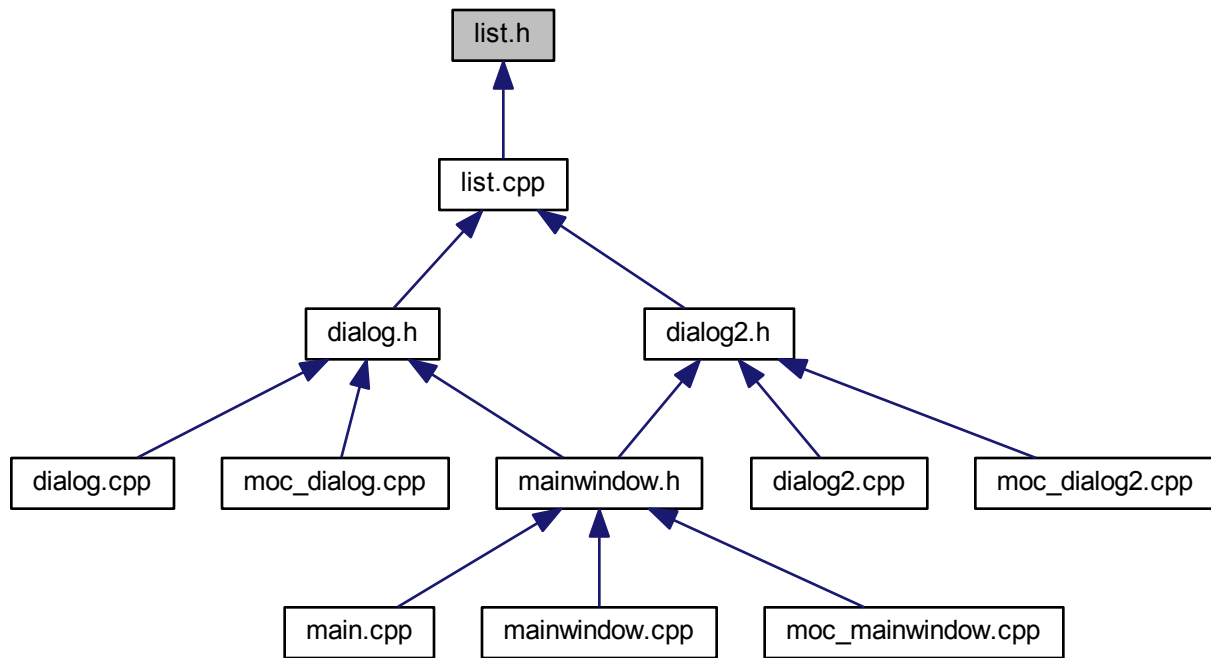 list.h
list.cpp
dialog.h
dialog2.h
dialog.cpp
moc_dialog.cpp
mainwindow.h
dialog2.cpp
moc_dialog2.cpp
main.cpp
mainwindow.cpp
moc_mainwindow.cpp